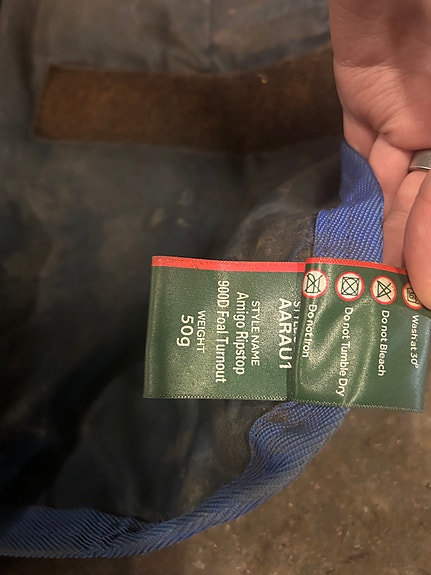 AARAU1
STYLE NAME
Amigo Ripstop
900D Foal Turnout
WEIGHT
50g
Wash at 30°
Do not Bleach
Do not Tumble Dry
Do not Iron